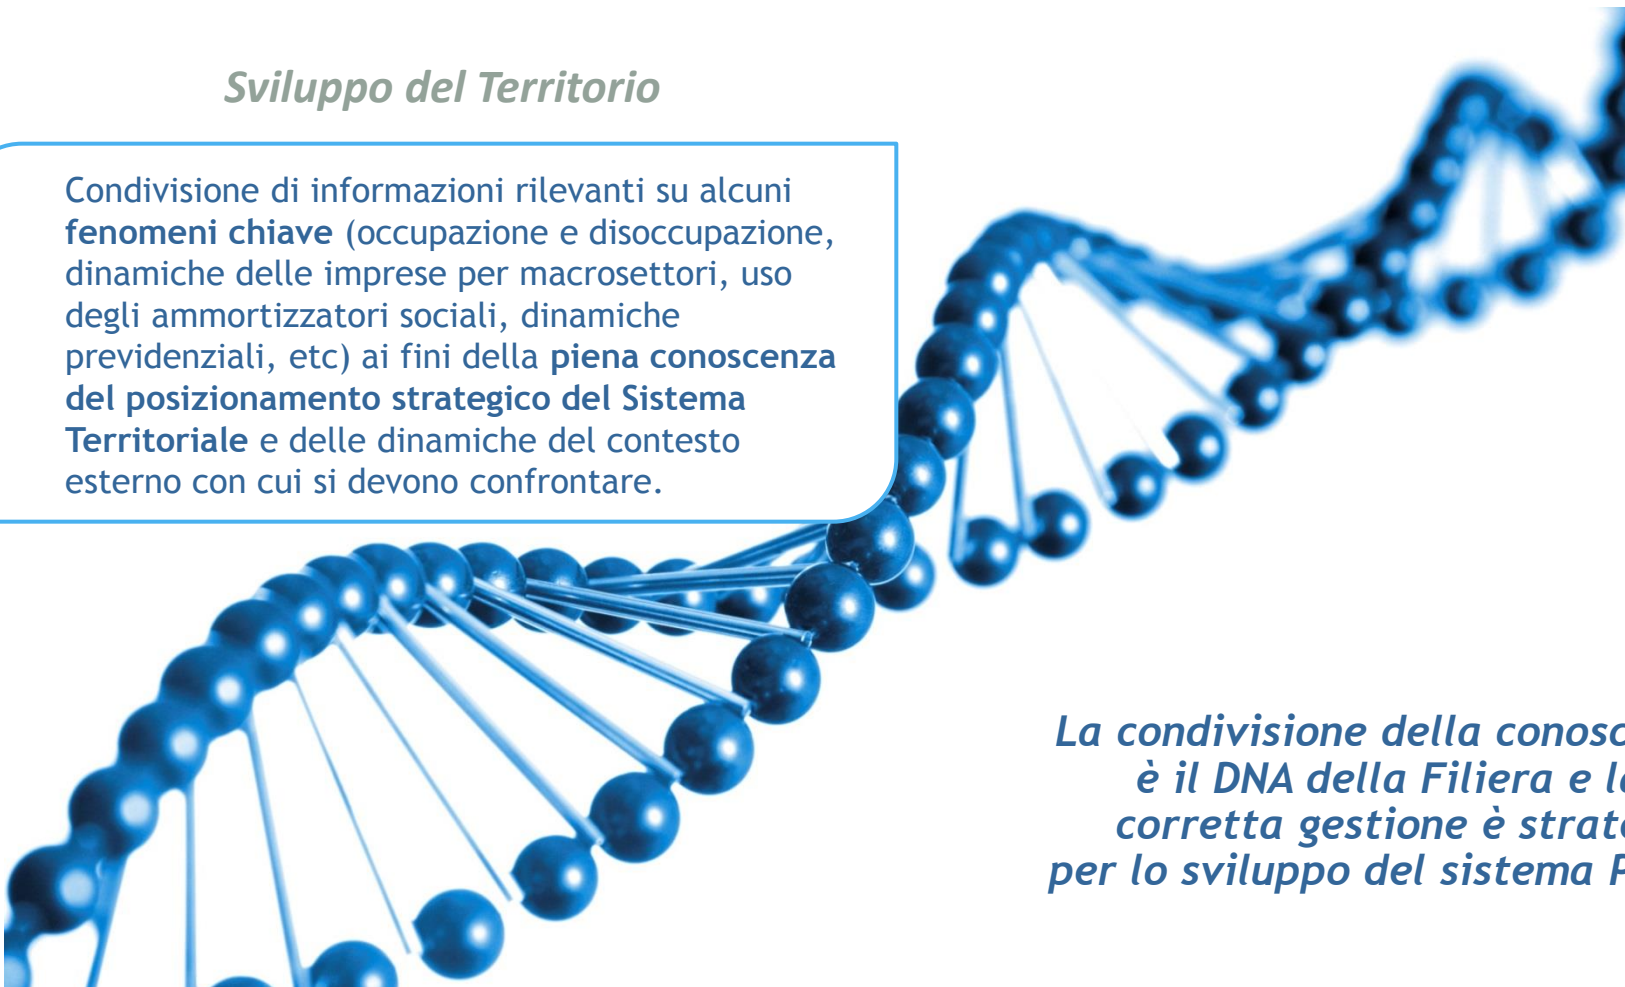 Sviluppo del Territorio
Condivisione di informazioni rilevanti su alcuni
fenomeni chiave (occupazione e disoccupazione,
dinamiche delle imprese per macrosettori, uso
degli ammortizzatori sociali, dinamiche
previdenziali, etc) ai fini della piena conoscenza
del posizionamento strategico del Sistema
Territoriale e delle dinamiche del contesto
esterno con cui si devono confrontare.
La condivisione della
è il DNA della Filiera e
corretta gestione è
per lo sviluppo del sistema